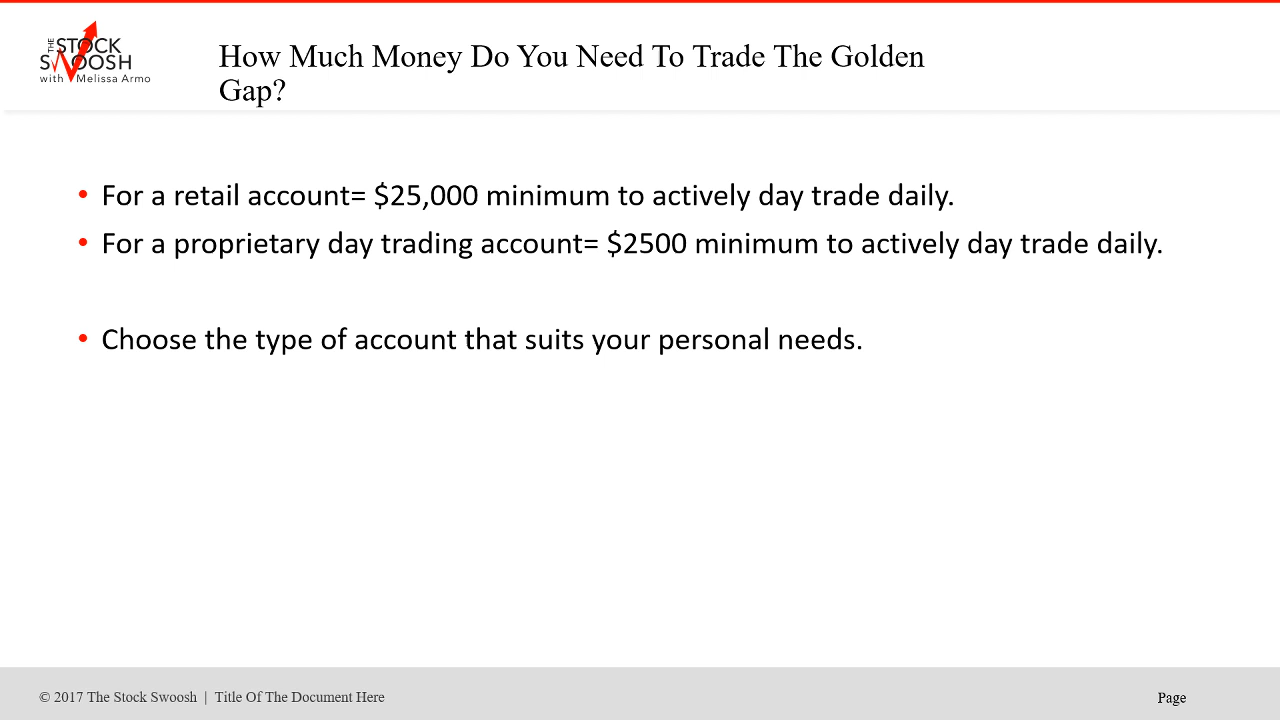 THE STOCK
SWOOSH
with Melissa Armo
How Much Money Do You Need To Trade The Golden
Gap?
• For a retail account= $25,000 minimum to actively day trade daily.
• For a proprietary day trading account= $2500 minimum to actively day trade daily.
• Choose the type of account that suits your personal needs.
© 2017 The Stock Swoosh | Title Of The Document Here
Page